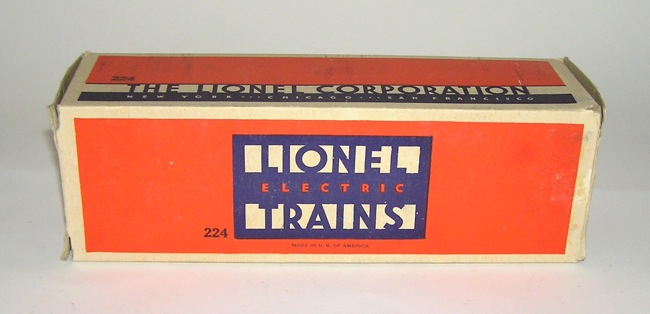 224
THE LIONEL CORPORATION
NEW YORK · · · CHICAGO · · · SAN FRANCISCO
LIONEL
ELECTRIC
TRAINS
224
MADE IN U. S. OF AMERICA